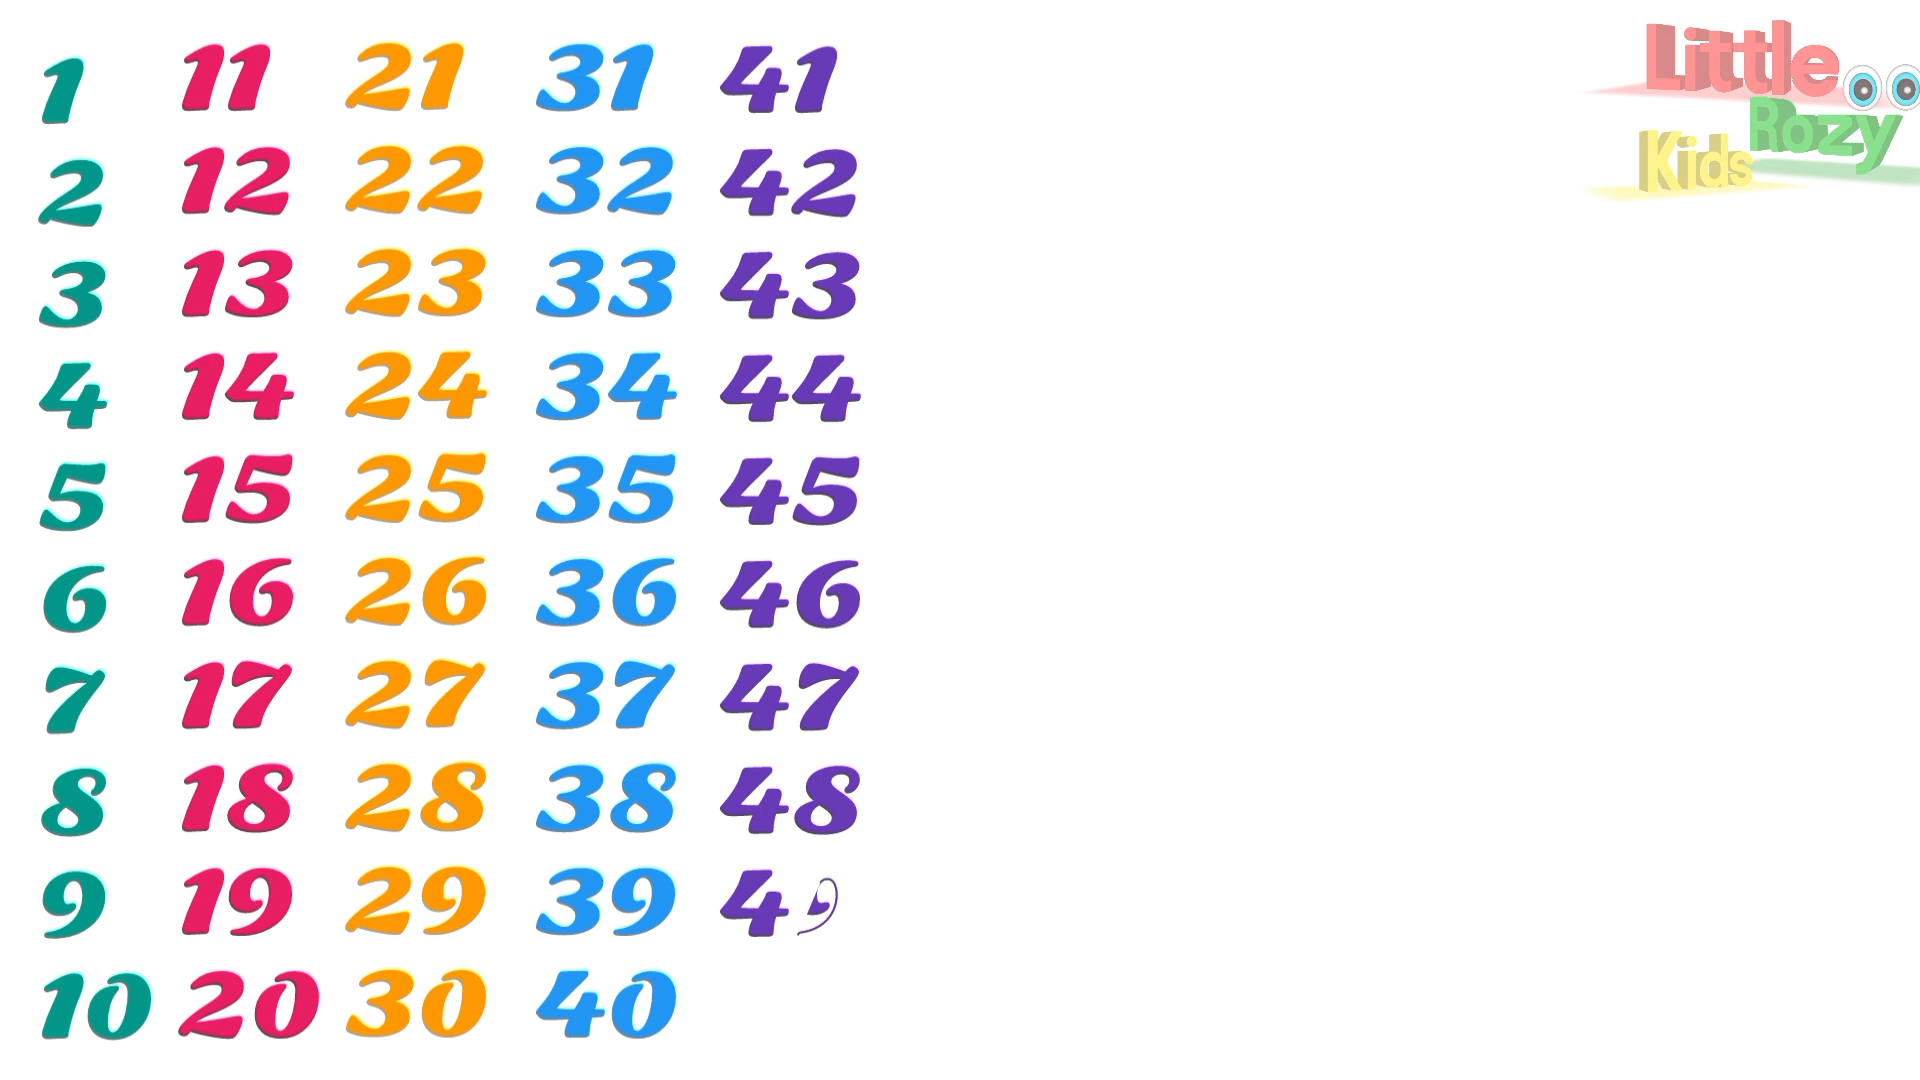 1 11 21 31 41
2 12 22 32 42
3 13 23 33 43
4 14 24 34 44
5 15 25 35 45
6 16 26 36 46
7 17 27 37 47
8 18 28 38 48
9 19 29 39 49
10 20 30 40
Little
Rozy
Kids